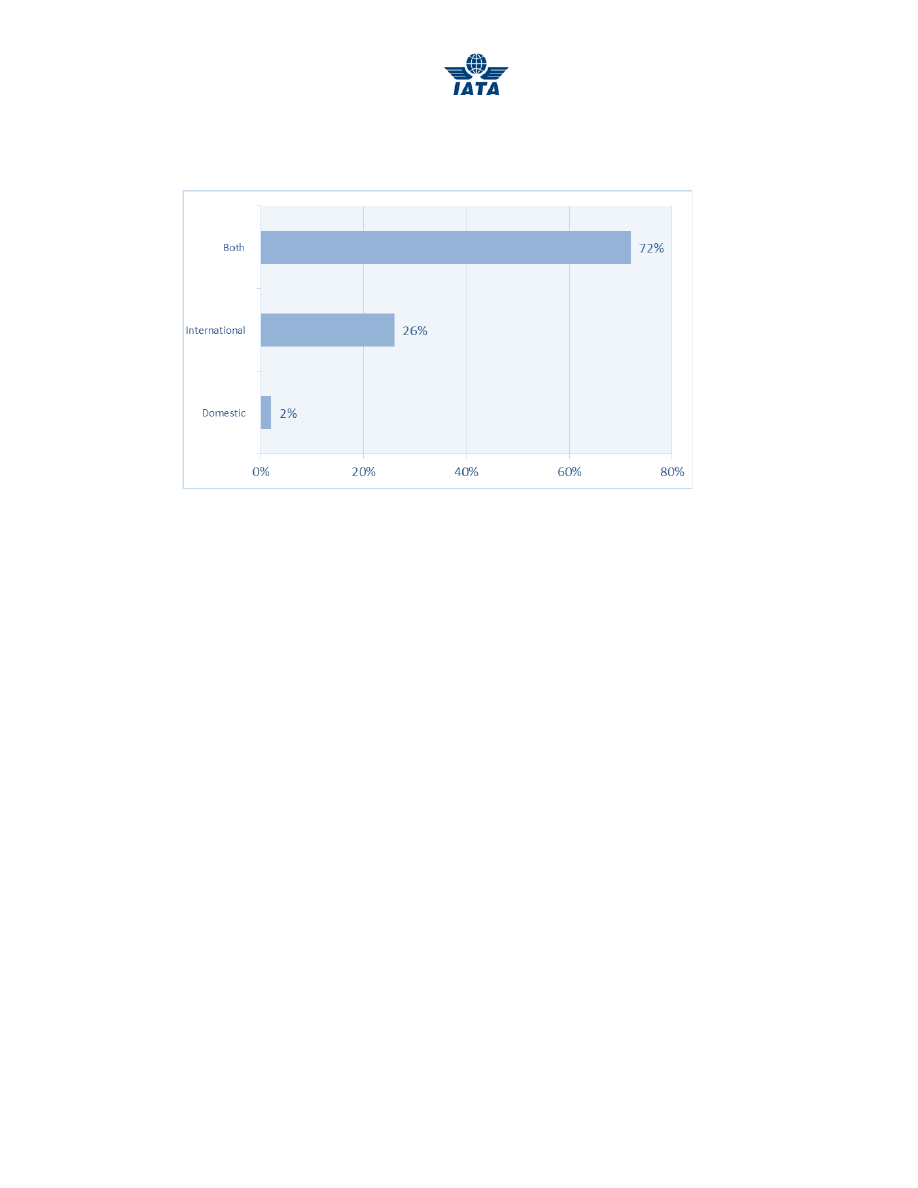 IATA
Both
72%
International
26%
Domestic
2%
0% 20% 40% 60% 80%